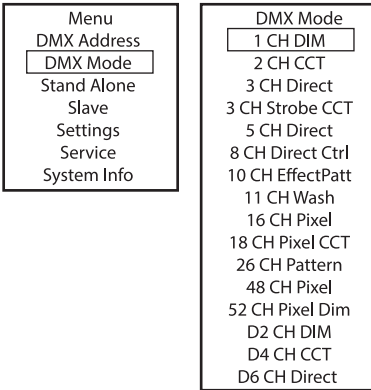 Menu
DMX Address
DMX Mode
Stand Alone
Slave
Settings
Service
System Info
DMX Mode
1 CH DIM
2 CH CCT
3 CH Direct
3 CH Strobe CCT
5 CH Direct
8 CH Direct Ctrl
10 CH EffectPatt
11 CH Wash
16 CH Pixel
18 CH Pixel CCT
26 CH Pattern
48 CH Pixel
52 CH Pixel Dim
D2 CH DIM
D4 CH CCT
D6 CH Direct